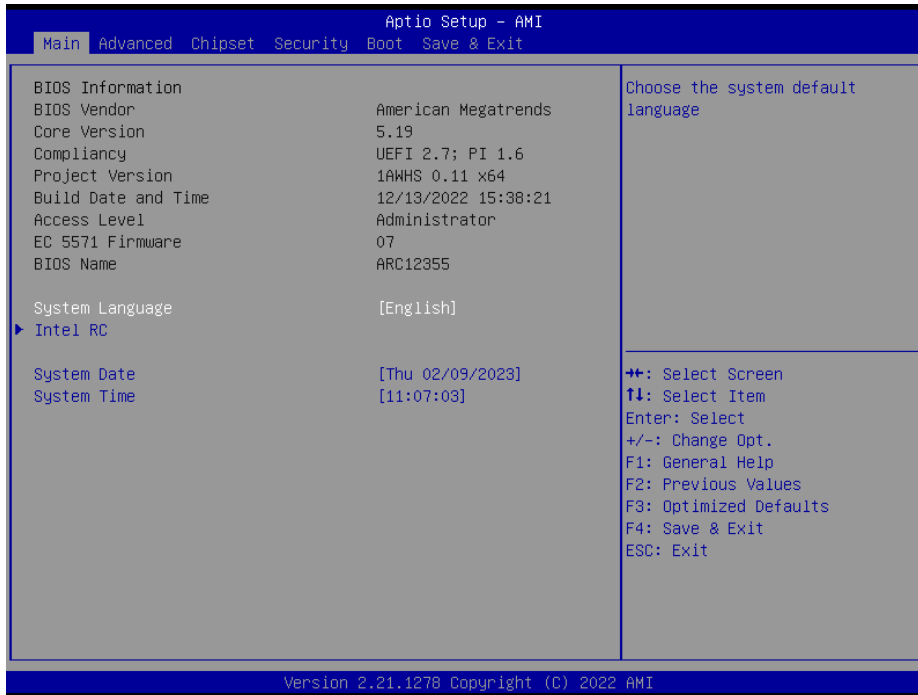 Aptio Setup – AMI
Main Advanced Chipset Security Boot Save & Exit
BIOS Information
BIOS Vendor American Megatrends
Core Version 5.19
Compliancy UEFI 2.7; PI 1.6
Project Version 1AWHS 0.11 x64
Build Date and Time 12/13/2022 15:38:21
Access Level Administrator
EC 5571 Firmware 07
BIOS Name ARC12355
System Language [English]
Intel RC
System Date [Thu 02/09/2023]
System Time [11:07:03]
Choose the system default
language
→←: Select Screen
↑↓: Select Item
Enter: Select
+/-: Change Opt.
F1: General Help
F2: Previous Values
F3: Optimized Defaults
F4: Save & Exit
ESC: Exit
Version 2.21.1278 Copyright (C) 2022 AMI